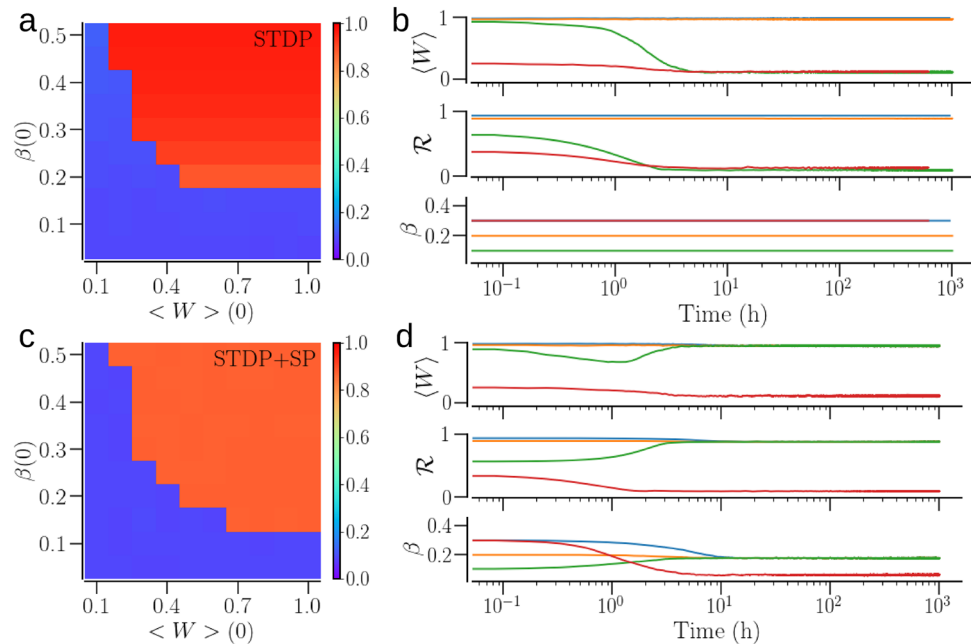 a
STDP
β(0)
0.5
0.4
0.3
0.2
0.1
0.1 0.4 0.7 1.0
< W > (0)
1.0
0.8
0.6
0.4
0.2
0.0
b
⟨W⟩
1
0
R
1
0
β
0.4
0.2
10⁻¹ 10⁰ 10¹ 10² 10³
Time (h)
c
STDP+SP
β(0)
0.5
0.4
0.3
0.2
0.1
0.1 0.4 0.7 1.0
< W > (0)
1.0
0.8
0.6
0.4
0.2
0.0
d
⟨W⟩
1
0
R
1
0
β
0.4
0.2
10⁻¹ 10⁰ 10¹ 10² 10³
Time (h)